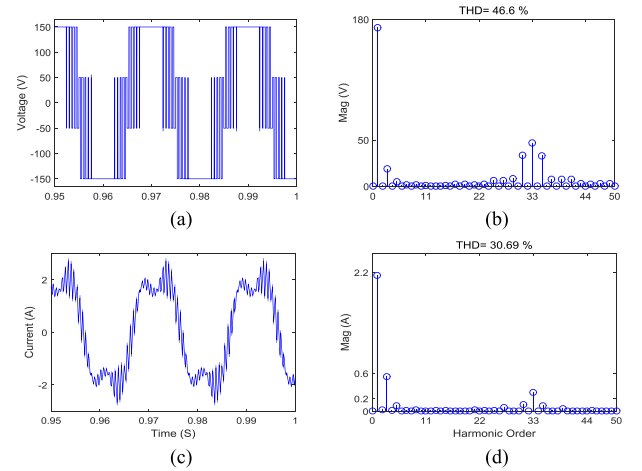 150
100
50
0
-50
-100
-150
Voltage (V)
0.95 0.96 0.97 0.98 0.99 1
(a)
THD= 46.6 %
180
50
0
Mag (V)
0 11 22 33 44 50
(b)
2
0
-2
Current (A)
0.95 0.96 0.97 0.98 0.99 1
Time (S)
(c)
THD= 30.69 %
2.2
0.6
0.2
0
Mag (A)
0 11 22 33 44 50
Harmonic Order
(d)